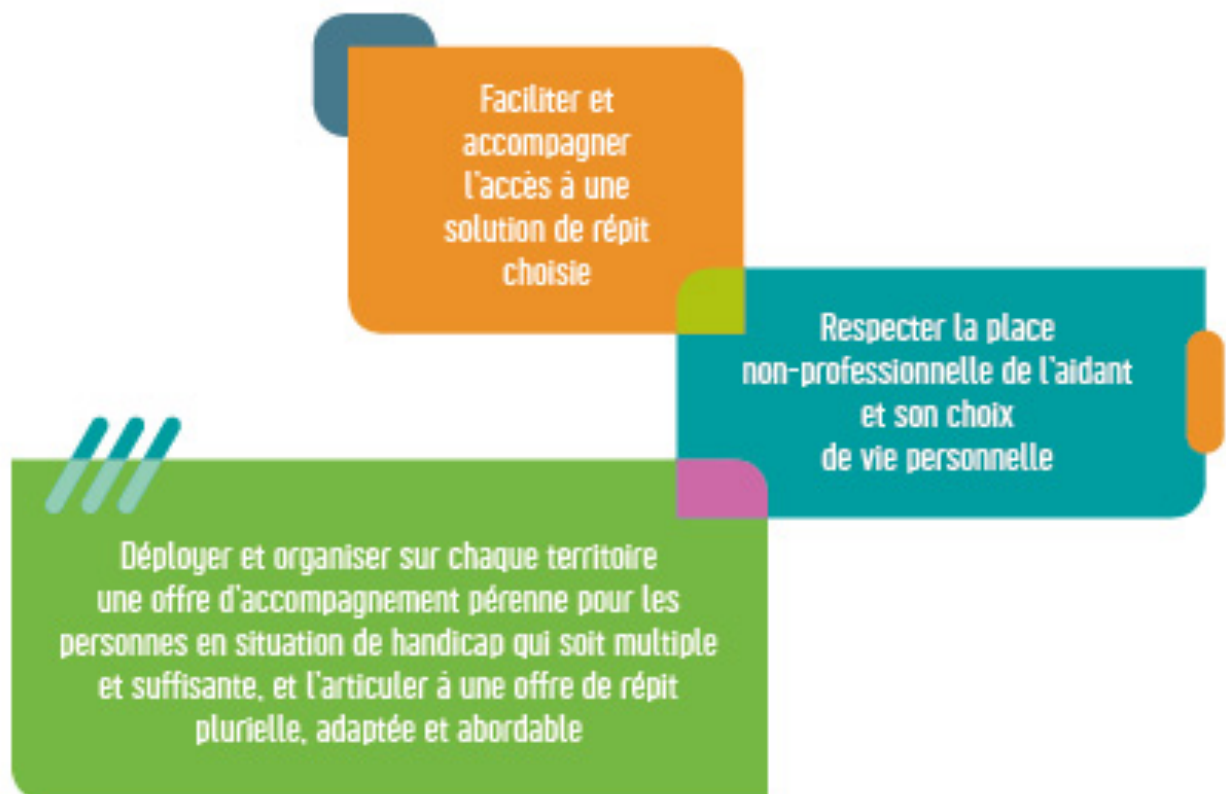 Faciliter et
accompagner
l'accès à une
solution de répit
choisie
Respecter la place
non-professionnelle de l'aidant
et son choix
de vie personnelle
Déployer et organiser sur chaque territoire
une offre d'accompagnement pérenne pour les
personnes en situation de handicap qui soit multiple
et suffisante, et l'articuler à une offre de répit
plurielle, adaptée et abordable